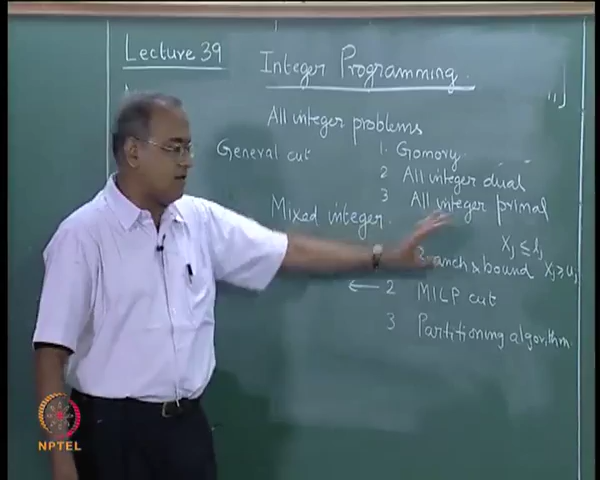 Lecture 39
Integer Programming
All integer problems
General cut
1. Gomory
2 All integer dual
3 All integer primal
Mixed integer.
Xj ≤ lj
& bound Xj ≥ uj
← 2 MILP cut
3 Partitioning algorithm.
NPTEL